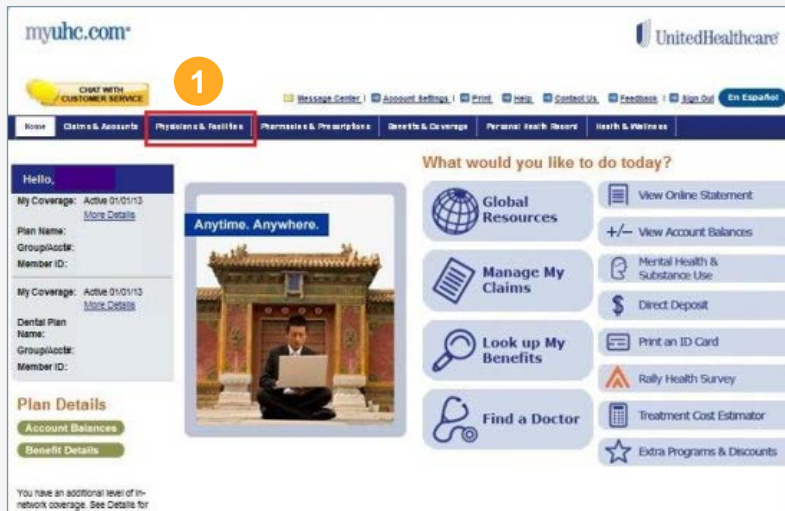 myuhc.com®
UnitedHealthcare®
CHAT WITH
CUSTOMER SERVICE
1
Message Center | Account Settings | Print Help Contact Us Feedback | Sign Out En Español
Home Claims & Accounts Physicians & Facilities Pharmacies & Prescriptions Benefits & Coverage Personal Health Record Health & Wellness
What would you like to do today?
Hello,
My Coverage: Active 01/01/13
More Details
Plan Name:
Group/Acct#:
Member ID:
My Coverage: Active 01/01/13
More Details
Dental Plan
Name:
Group/Acct#:
Member ID:
Plan Details
Account Balances
Benefit Details
You have an additional level of in-
network coverage. See Details for
Anytime. Anywhere.
Global
Resources
Manage My
Claims
Look up My
Benefits
Find a Doctor
View Online Statement
+/- View Account Balances
Mental Health &
Substance Use
$ Direct Deposit
Print an ID Card
Rally Health Survey
Treatment Cost Estimator
Extra Programs & Discounts